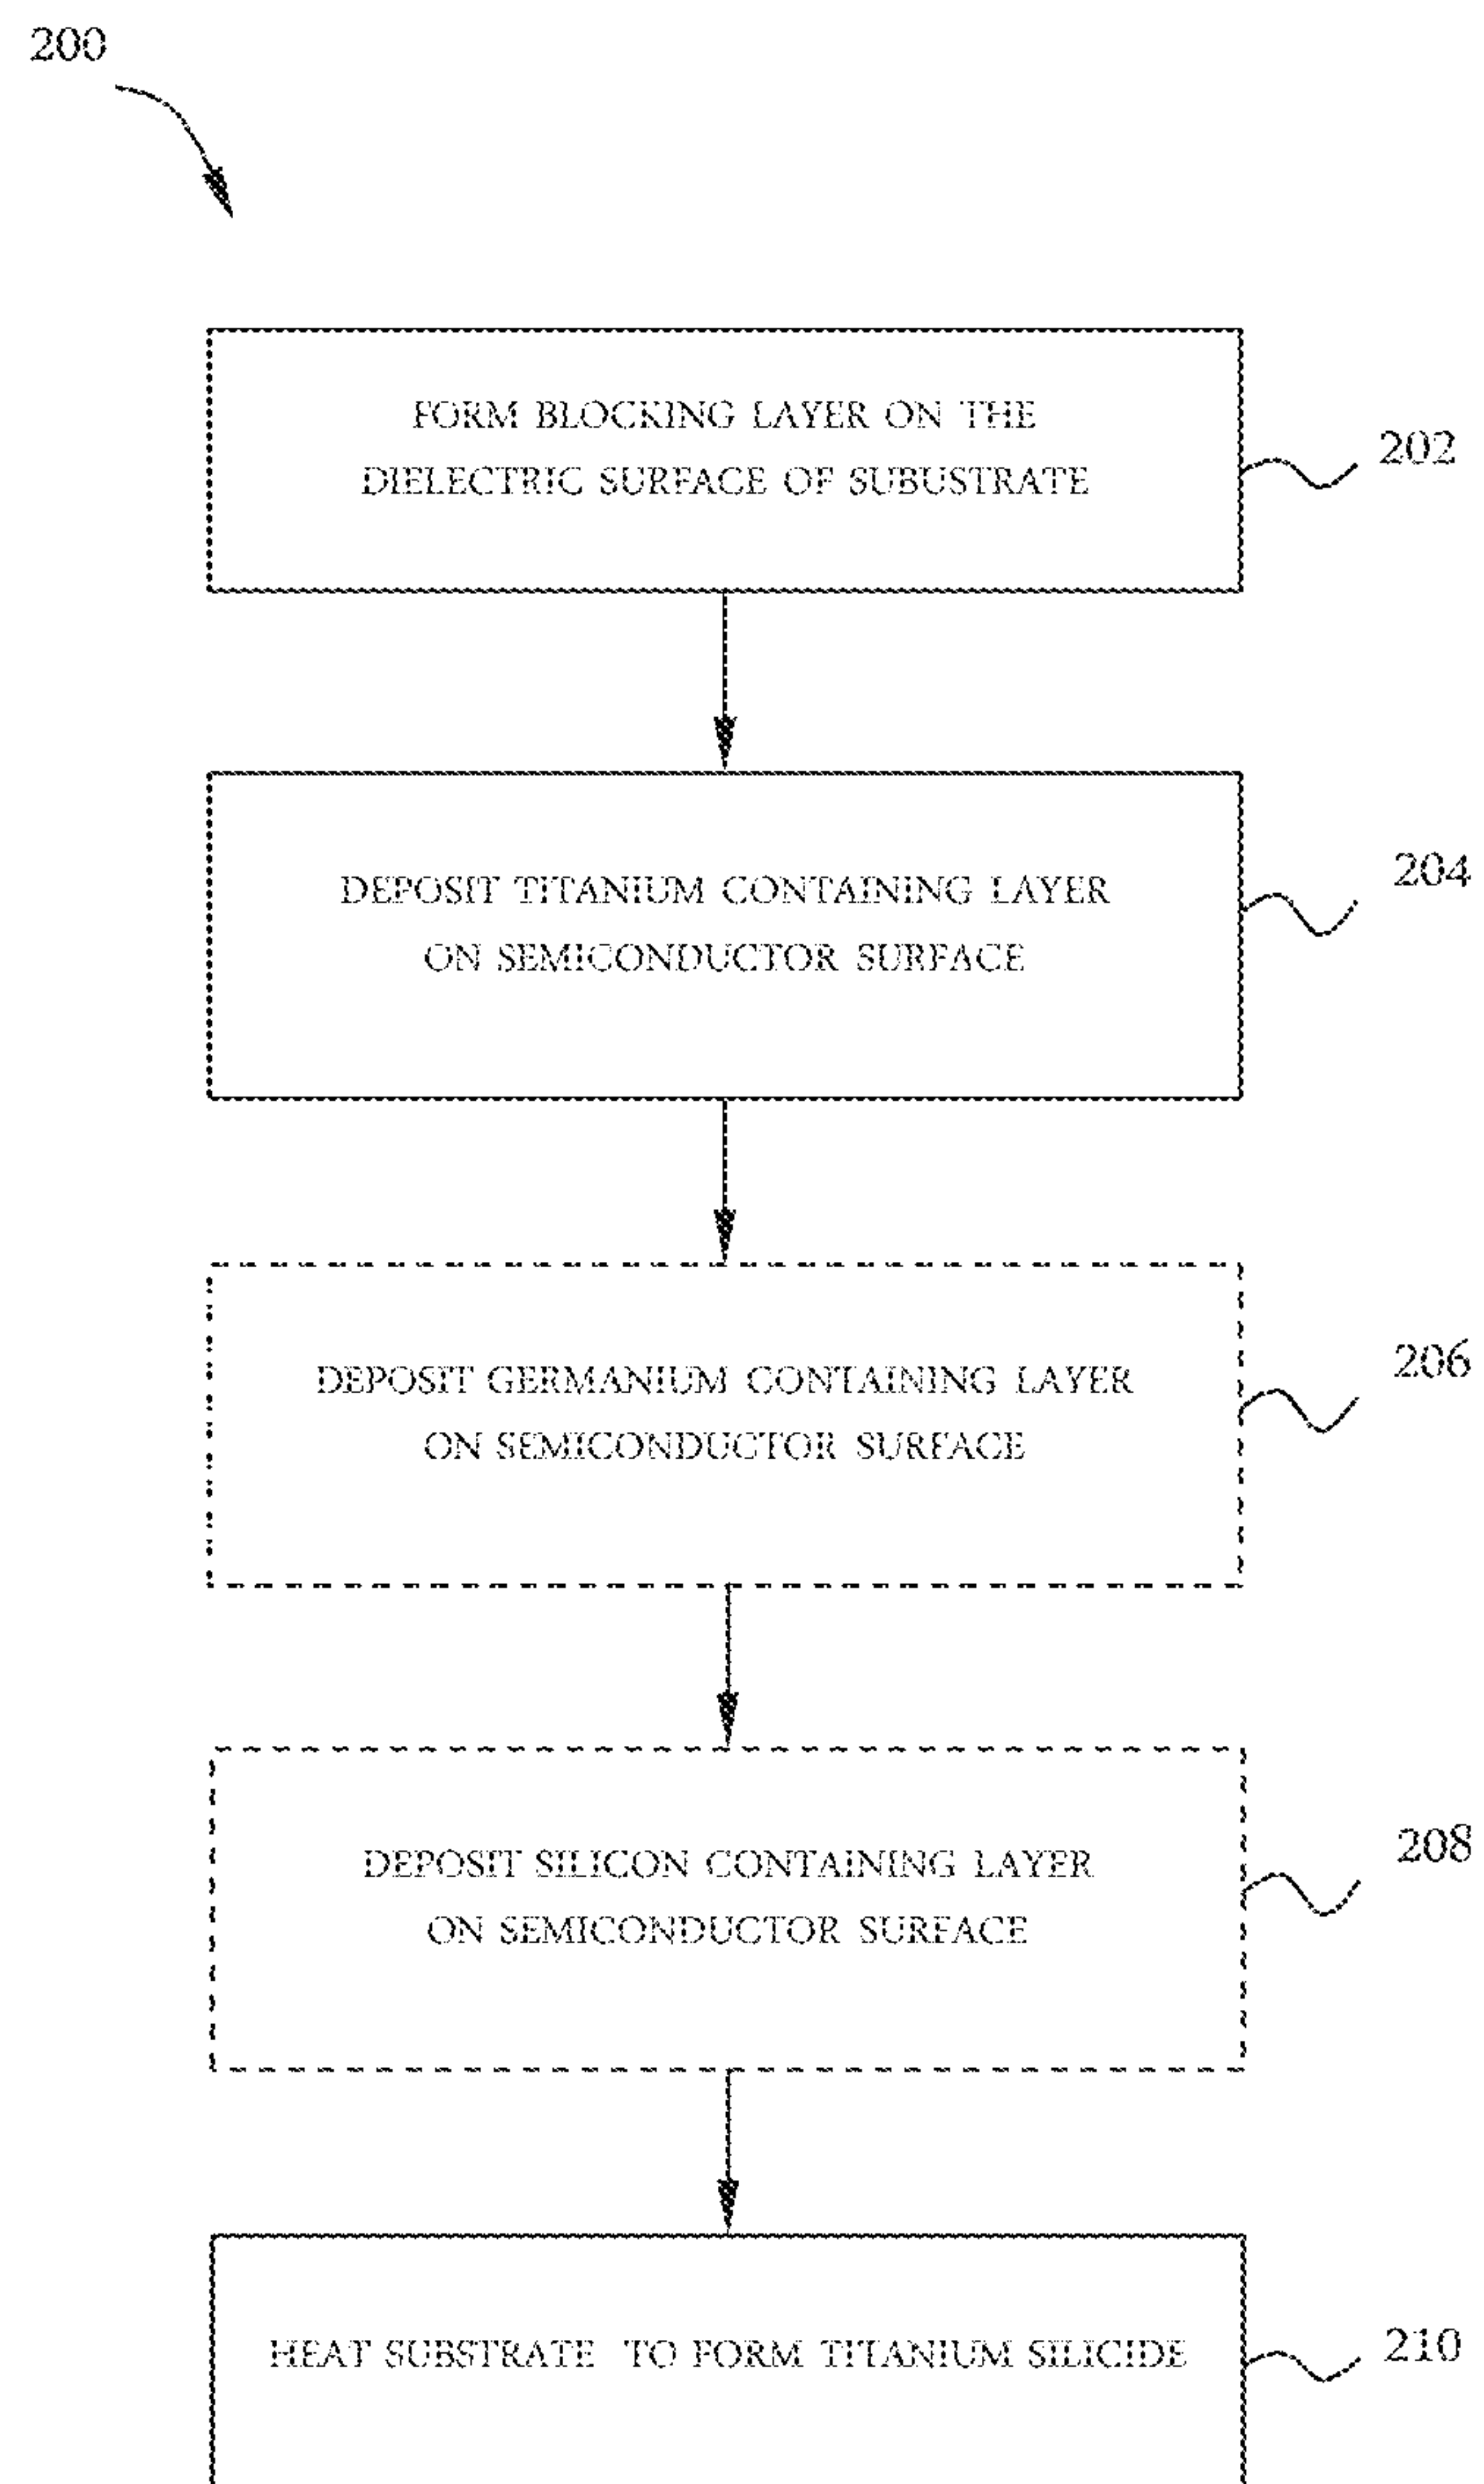 200
FORM BLOCKING LAYER ON THE
DIELECTRIC SURFACE OF SUBUSTRATE
202
DEPOSIT TITANIUM CONTAINING LAYER
ON SEMICONDUCTOR SURFACE
204
DEPOSIT GERMANIUM CONTAINING LAYER
ON SEMICONDUCTOR SURFACE
206
DEPOSIT SILICON CONTAINING LAYER
ON SEMICONDUCTOR SURFACE
208
HEAT SUBSTRATE TO FORM TITANIUM SILICIDE
210